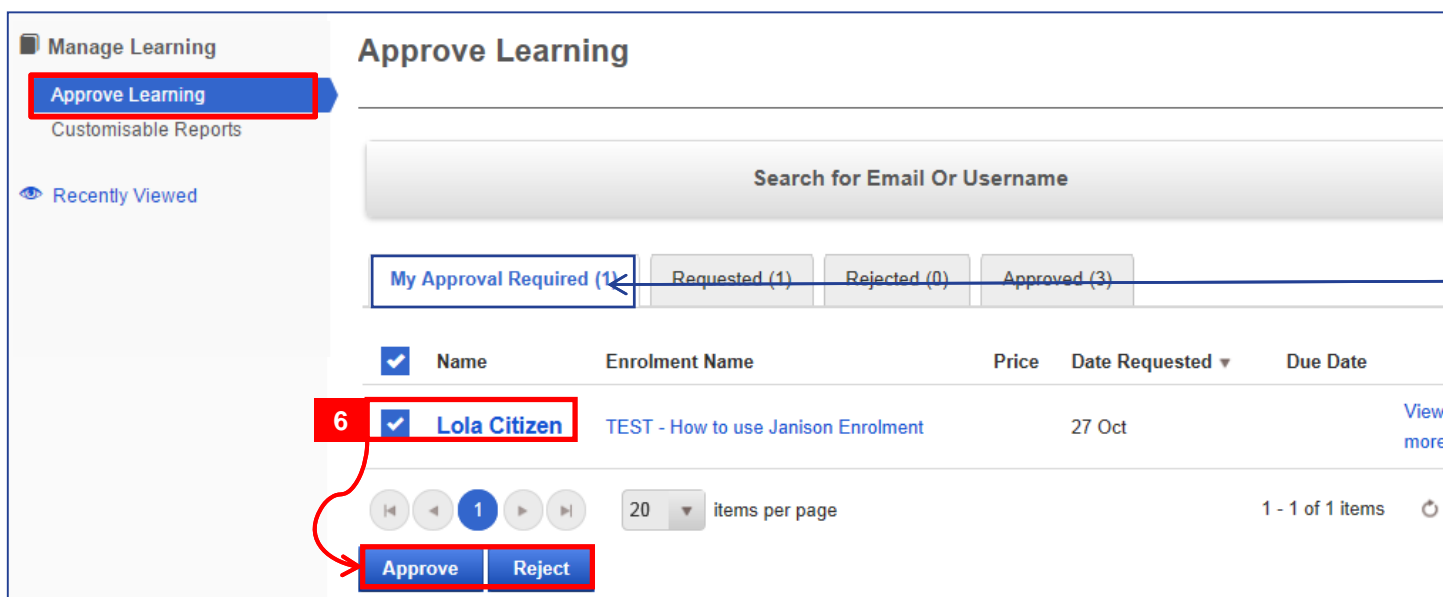 Manage Learning
Approve Learning
Customisable Reports
Recently Viewed
Approve Learning
Search for Email Or Username
My Approval Required (1) Requested (1) Rejected (0) Approved (3)
Name Enrolment Name Price Date Requested Due Date
6 Lola Citizen TEST - How to use Janison Enrolment 27 Oct View
more
1 20 items per page 1 - 1 of 1 items
Approve Reject